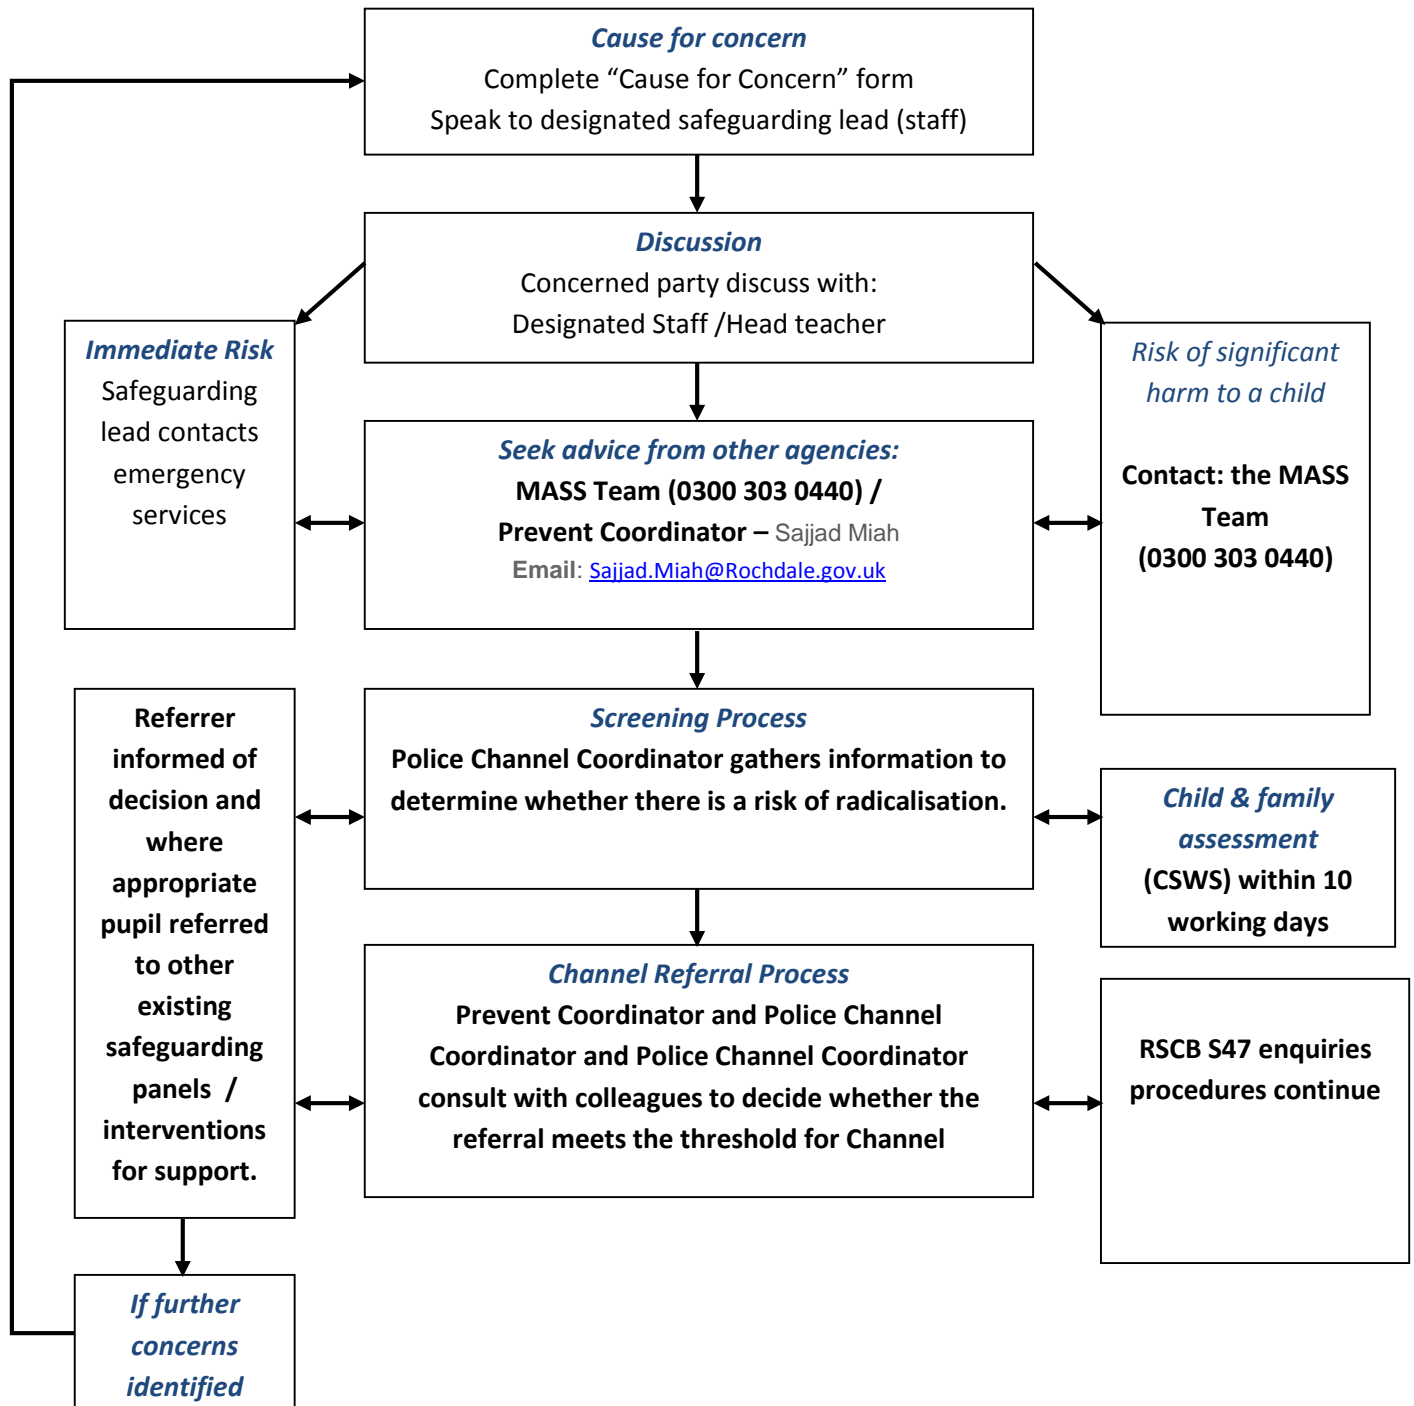 Cause for concern
Complete “Cause for Concern” form
Speak to designated safeguarding lead (staff)
Discussion
Concerned party discuss with:
Designated Staff /Head teacher
Immediate Risk
Safeguarding
lead contacts
emergency
services
Seek advice from other agencies:
MASS Team (0300 303 0440) /
Prevent Coordinator – Sajjad Miah
Email: Sajjad.Miah@Rochdale.gov.uk
Risk of significant
harm to a child
Contact: the MASS
Team
(0300 303 0440)
Referrer
informed of
decision and
where
appropriate
pupil referred
to other
existing
safeguarding
panels /
interventions
for support.
Screening Process
Police Channel Coordinator gathers information to
determine whether there is a risk of radicalisation.
Child & family
assessment
(CSWS) within 10
working days
Channel Referral Process
Prevent Coordinator and Police Channel
Coordinator and Police Channel Coordinator
consult with colleagues to decide whether the
referral meets the threshold for Channel
RSCB S47 enquiries
procedures continue
If further
concerns
identified